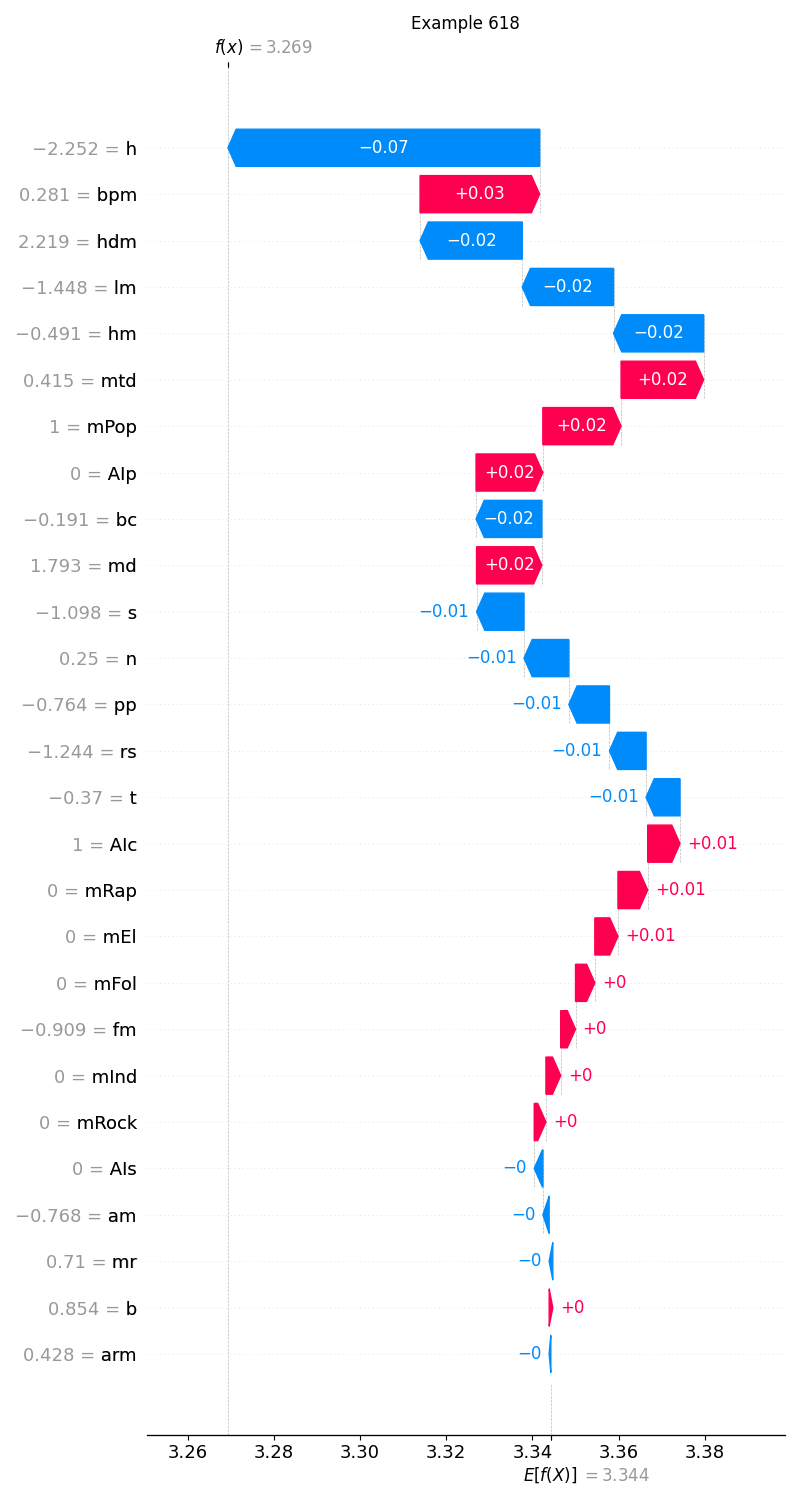 Example 618
f(x) = 3.269
−2.252 = h −0.07
0.281 = bpm +0.03
2.219 = hdm −0.02
−1.448 = lm −0.02
−0.491 = hm −0.02
0.415 = mtd +0.02
1 = mPop +0.02
0 = AIp +0.02
−0.191 = bc −0.02
1.793 = md +0.02
−1.098 = s −0.01
0.25 = n −0.01
−0.764 = pp −0.01
−1.244 = rs −0.01
−0.37 = t −0.01
1 = AIc +0.01
0 = mRap +0.01
0 = mEl +0.01
0 = mFol +0
−0.909 = fm +0
0 = mInd +0
0 = mRock +0
0 = AIs −0
−0.768 = am −0
0.71 = mr −0
0.854 = b +0
0.428 = arm −0
3.26 3.28 3.30 3.32 3.34 3.36 3.38
E[f(X)] = 3.344